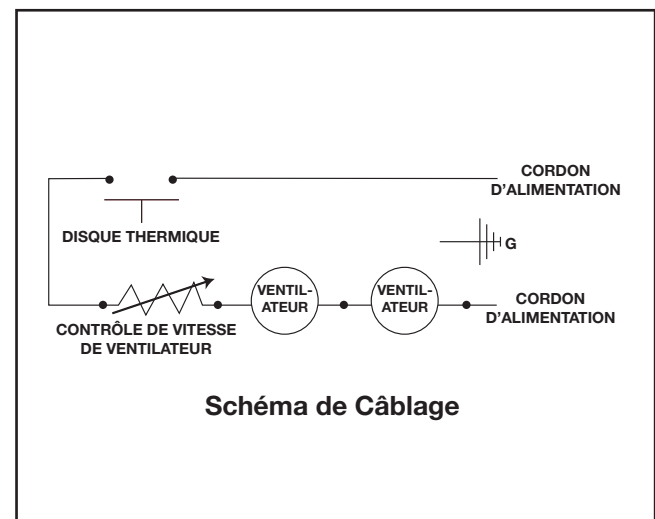 CORDON
D'ALIMENTATION
DISQUE THERMIQUE
G
VENTIL-
ATEUR
VENTIL-
ATEUR
CORDON
D'ALIMENTATION
CONTRÔLE DE VITESSE
DE VENTILATEUR
Schéma de Câblage